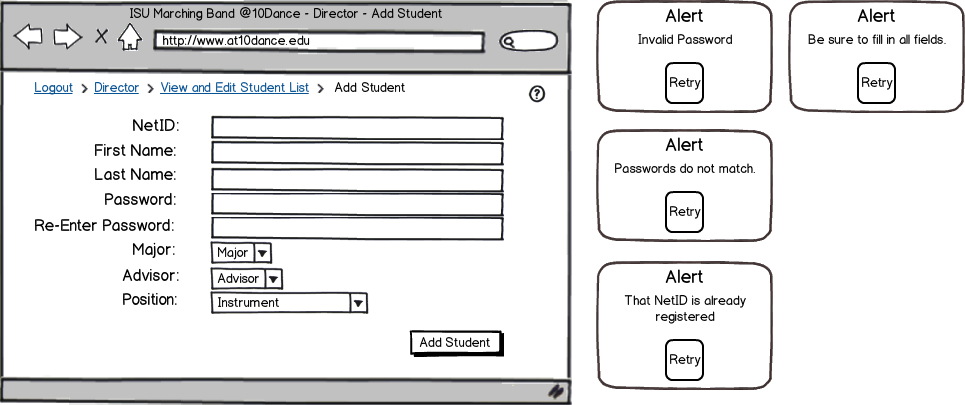 ISU Marching Band @10Dance - Director - Add Student
http://www.at10dance.edu
Logout > Director > View and Edit Student List > Add Student
?
NetID:
First Name:
Last Name:
Password:
Re-Enter Password:
Major: Major
Advisor: Advisor
Position: Instrument
Add Student
Alert
Invalid Password
Retry
Alert
Be sure to fill in all fields.
Retry
Alert
Passwords do not match.
Retry
Alert
That NetID is already
registered
Retry